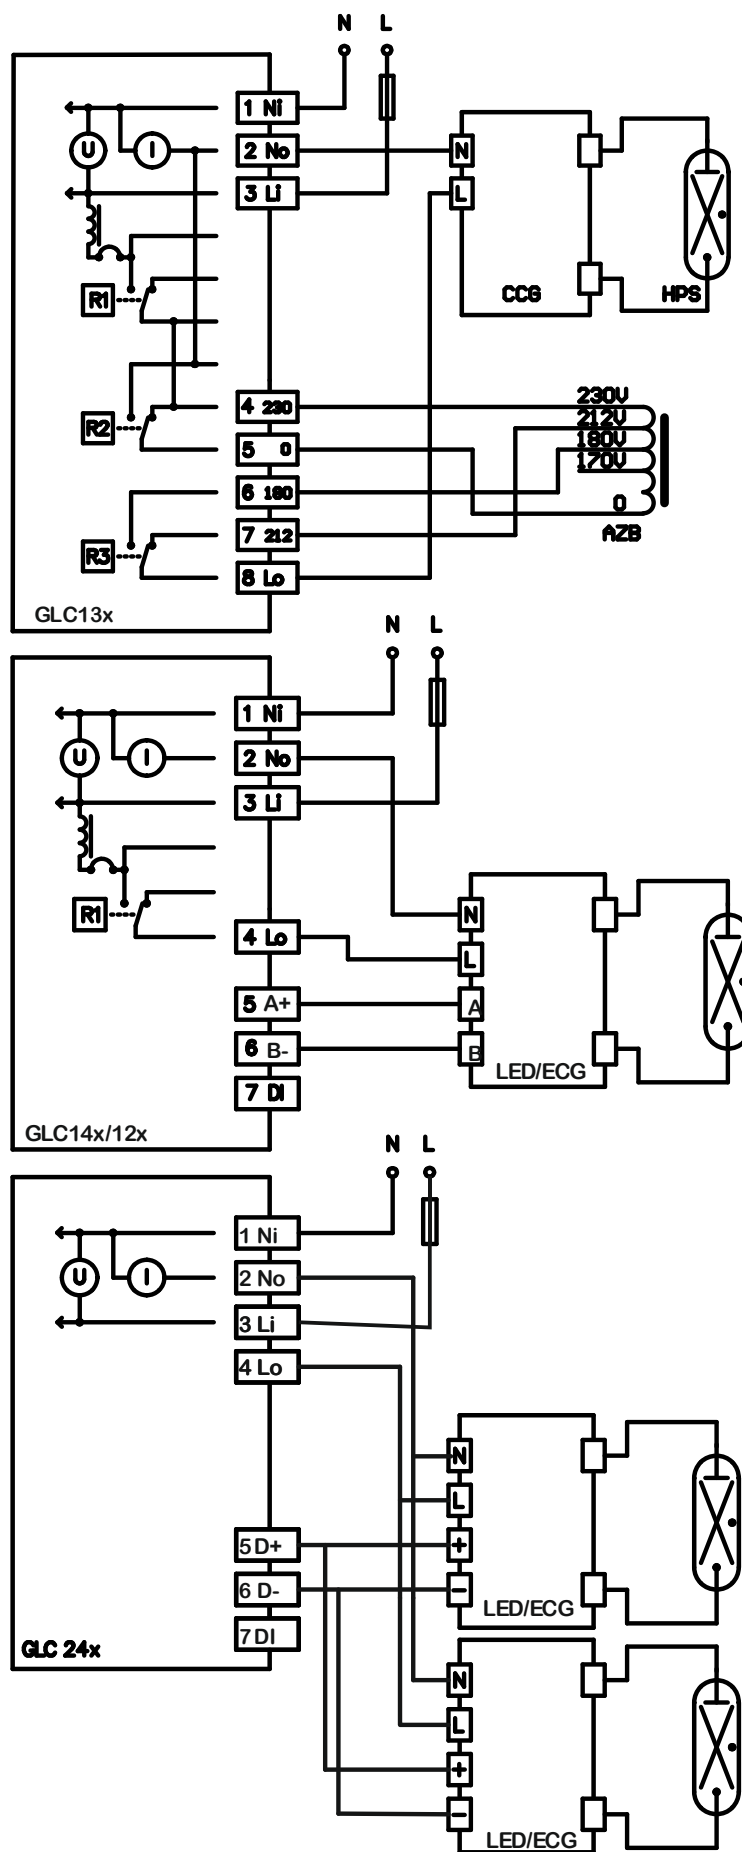 N L
1 Ni
U I
2 No
N
3 Li
L
R1
CCG
HPS
4 230
230V
212V
R2
5 0
180V
170V
6 180
0
R3
7 212
AZB
8 Lo
GLC13x
N L
1 Ni
U I
2 No
3 Li
R1
N
4 Lo
L
5 A+
A
6 B-
B
LED/ECG
7 DI
GLC14x/12x
N L
1 Ni
U I
2 No
3 Li
4 Lo
N
L
5 D+
+
6 D-
-
LED/ECG
7 DI
GLC 24x
N
L
+
-
LED/ECG